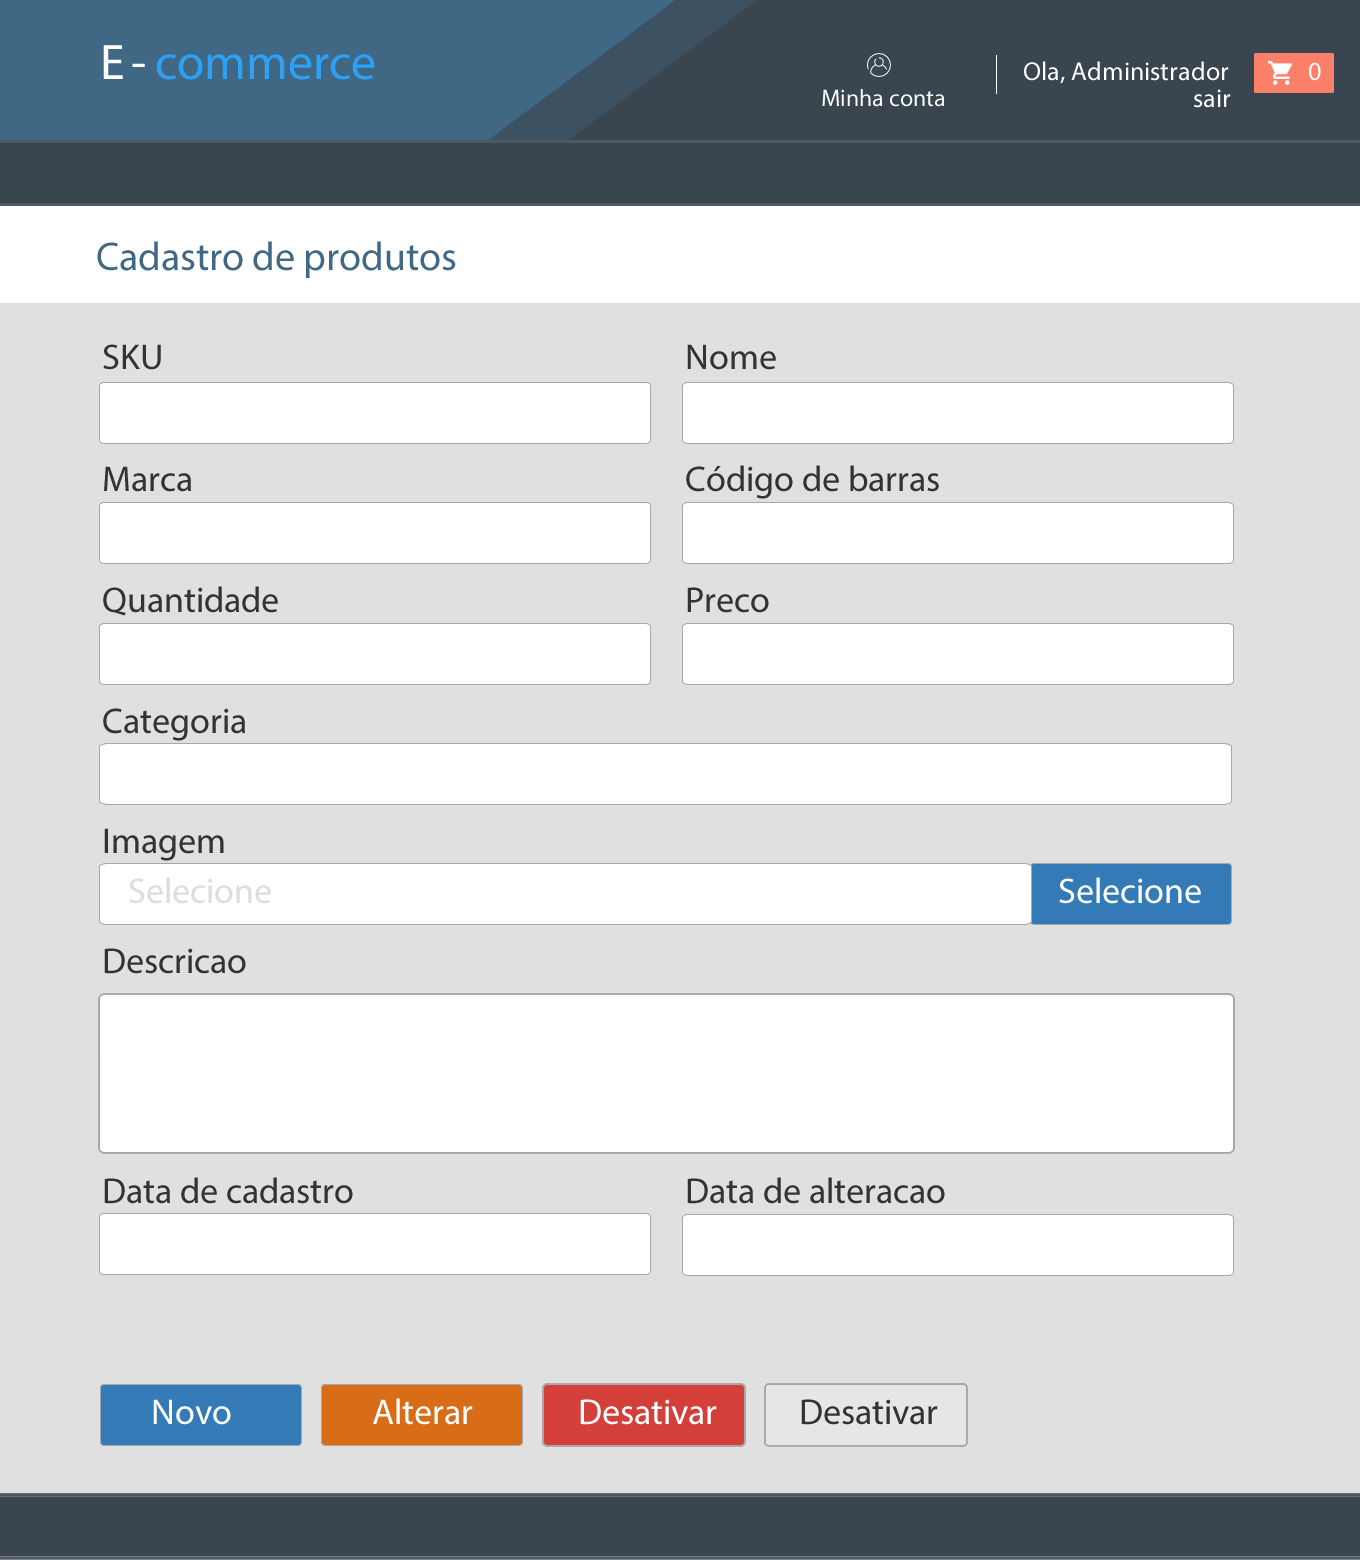 E - commerce
Minha conta
Ola, Administrador
sair
0
Cadastro de produtos
SKU
Nome
Marca
Código de barras
Quantidade
Preco
Categoria
Imagem
Selecione
Selecione
Descricao
Data de cadastro
Data de alteracao
Novo
Alterar
Desativar
Desativar